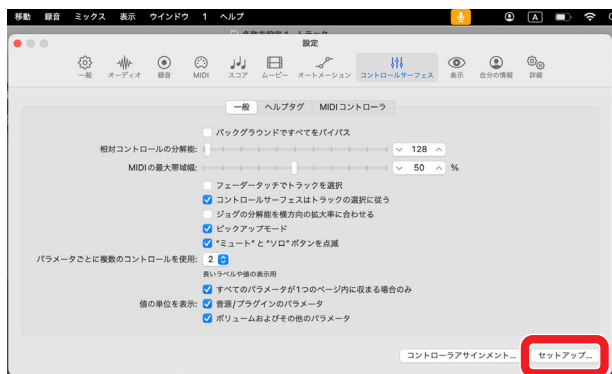 移動 録音 ミックス 表示 ウインドウ 1 ヘルプ A
設定
一般 オーディオ 録音 MIDI スコア ムービー オートメーション コントロールサーフェス 表示 自分の情報 詳細
一般 ヘルプタグ MIDIコントローラ
バックグラウンドですべてをバイパス
相対コントロールの分解能: 128
MIDIの最大帯域幅: 50 %
フェーダータッチでトラックを選択
コントロールサーフェスはトラックの選択に従う
ジョグの分解能を横方向の拡大率に合わせる
ピックアップモード
"ミュート"と"ソロ"ボタンを点滅
パラメータごとに複数のコントロールを使用: 2
長いラベルや値の表示用
すべてのパラメータが1つのページ内に収まる場合のみ
値の単位を表示: 音源/プラグインのパラメータ
ボリュームおよびその他のパラメータ
コントローラアサインメント... セットアップ...